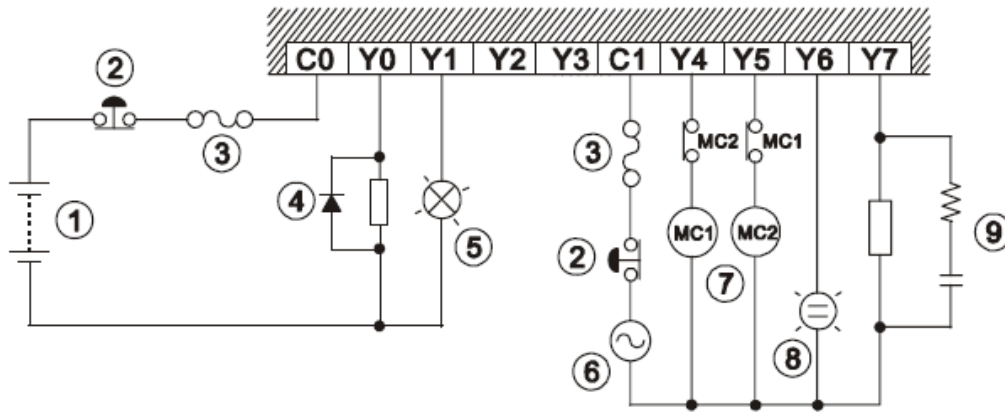 C0 Y0 Y1 Y2 Y3 C1 Y4 Y5 Y6 Y7
②
③
③
MC2
MC1
①
④
⑤
②
MC1
MC2
⑦
⑨
⑥
⑧